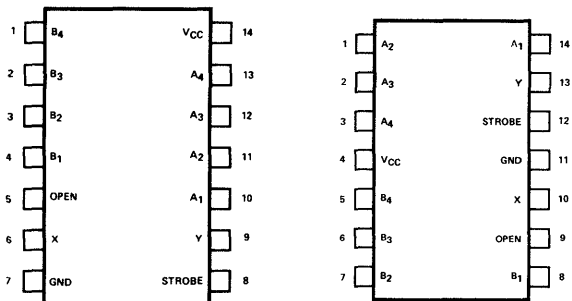 1 B4 VCC 14
2 B3 A4 13
3 B2 A3 12
4 B1 A2 11
5 OPEN A1 10
6 X Y 9
7 GND STROBE 8
1 A2 A1 14
2 A3 Y 13
3 A4 STROBE 12
4 VCC GND 11
5 B4 X 10
6 B3 OPEN 9
7 B2 B1 8